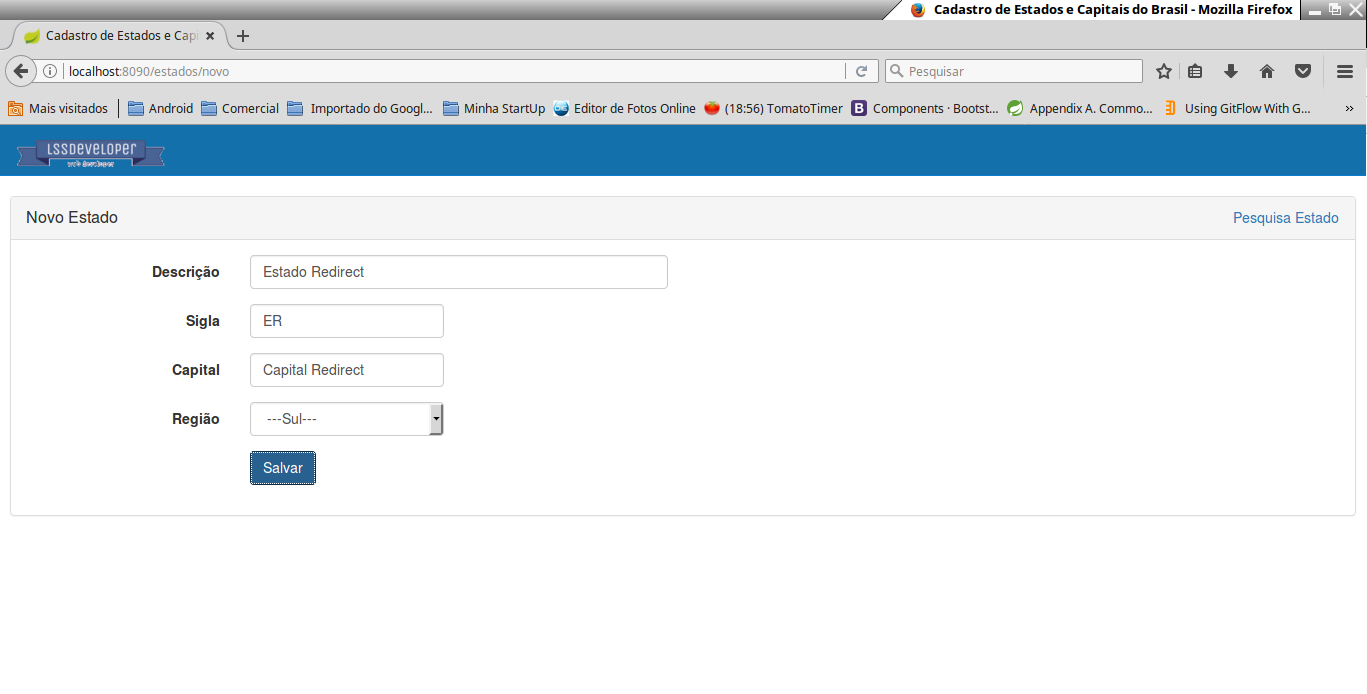 Cadastro de Estados e Capitais do Brasil - Mozilla Firefox
Cadastro de Estados e Capi
localhost:8090/estados/novo
Pesquisar
Mais visitados Android Comercial Importado do Googl... Minha StartUp Editor de Fotos Online (18:56) TomatoTimer B Components · Bootst... Appendix A. Commo... Using GitFlow With G... »
LSSDeveloper
Novo Estado Pesquisa Estado
Descrição Estado Redirect
Sigla ER
Capital Capital Redirect
Região ---Sul---
Salvar